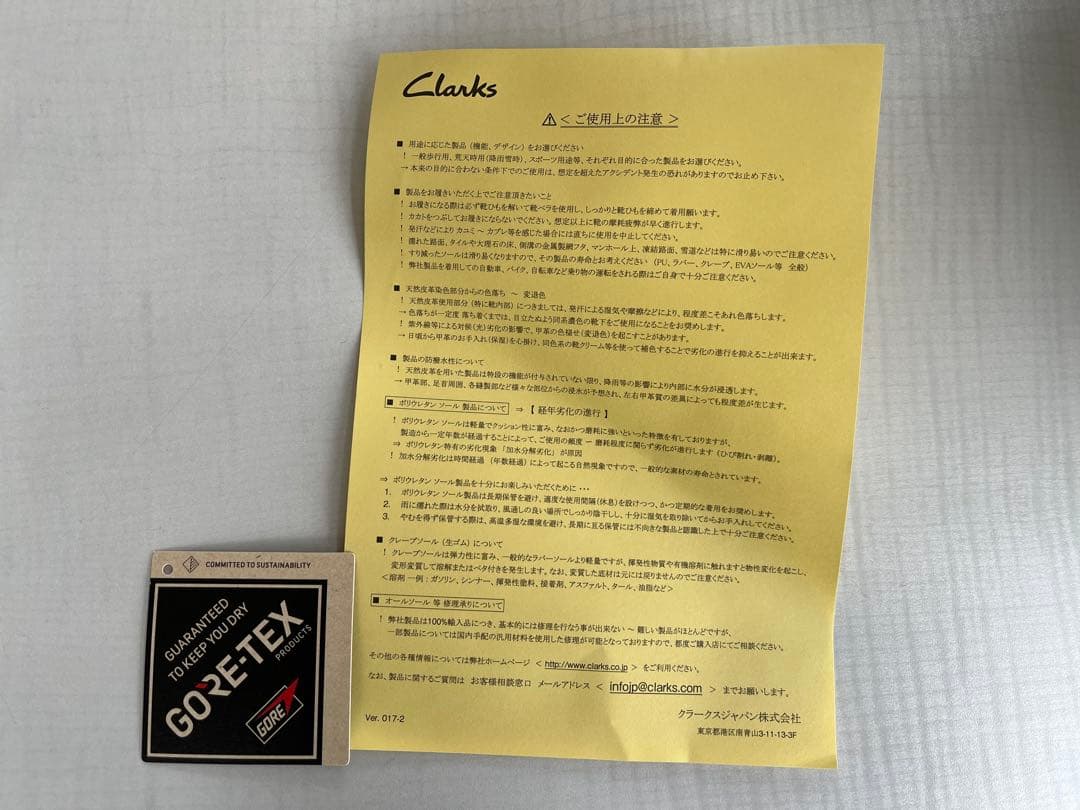 Clarks
⚠ < ご使用上の注意 >
■ 用途に応じた製品（機能、デザイン）をお選びください
！ 一般歩行用、荒天時用（降雨雪時）、スポーツ用途等、それぞれ目的に合った製品をお選びください。
→ 本来の目的に合わない条件下でのご使用は、想定を超えたアクシデント発生の恐れがありますのでお止め下さい。
■ 製品をお履きいただく上でご注意頂きたいこと
！ お履きになる際は必ず靴ひもを解いて靴ベラを使用し、しっかりと靴ひもを締めて着用願います。
！ カカトをつぶしてお履きにならないでください。想定以上に靴の摩耗疲弊が早く進行します。
！ 発汗などにより カユミ ～ カブレ等を感じた場合には直ちに使用を中止してください。
！ 濡れた路面、タイルや大理石の床、側溝の金属製網フタ、マンホール上、凍結路面、雪道などは特に滑り易いのでご注意ください。
！ すり減ったソールは滑り易くなりますので、その製品の寿命とお考えください （PU、ラバー、クレープ、EVAソール等 全般）
！ 弊社製品を着用しての自動車、バイク、自転車など乗り物の運転をされる際はご自身で十分ご注意ください。
■ 天然皮革染色部分からの色落ち ～ 変退色
！ 天然皮革使用部分（特に靴内部）につきましては、発汗による湿気や摩擦などにより、程度差こそあれ色落ちします。
→ 色落ちが一定度 落ち着くまでは、目立たぬよう同系濃色の靴下をご使用になることをお奨めします。
！ 紫外線等による対候(光)劣化の影響で、甲革の色褪せ(変退色)を起こすことがあります。
→ 日頃から甲革のお手入れ(保湿)を心掛け、同色系の靴クリーム等を使って補色することで劣化の進行を抑えることが出来ます。
■ 製品の防撥水性について
！ 天然皮革を用いた製品は特段の機能が付与されていない限り、降雨等の影響により内部に水分が浸透します。
→ 甲革部、足首周囲、各縫製部など様々な部位からの浸水が予想され、左右甲革質の差異によっても程度差が生じます。
■ ポリウレタン ソール 製品について ⇒ 【 経年劣化の進行 】
！ ポリウレタン ソールは軽量でクッション性に富み、なおかつ磨耗に強いといった特徴を有しておりますが、
製造から一定年数が経過することによって、ご使用の頻度 ー 磨耗程度に関らず劣化が進行します（ひび割れ・剥離）。
⇒ ポリウレタン特有の劣化現象 「加水分解劣化」 が原因
！ 加水分解劣化は時間経過 （年数経過）によって起こる自然現象ですので、一般的な素材の寿命とされています。
⇒ ポリウレタン ソール製品を十分にお楽しみいただくために・・・
1. ポリウレタン ソール製品は長期保管を避け、適度な使用間隔(休息)を設けつつ、かつ定期的な着用をお奨めします。
2. 雨に濡れた際は水分を拭取り、風通しの良い場所でしっかり陰干しし、十分に湿気を取り除いてからお手入れしてください。
3. やむを得ず保管する際は、高温多湿な環境を避け、長期に亘る保管には不向きな製品と認識した上で十分ご注意ください。
■ クレープソール（生ゴム）について
！ クレープソールは弾力性に富み、一般的なラバーソールより軽量ですが、揮発性物質や有機溶剤に触れますと物性変化を起こし、
変形変質して溶解またはベタ付きを発生します。なお、変質した底材は元には戻りませんのでご注意ください。
＜溶剤 一例：ガソリン、シンナー、揮発性塗料、接着剤、アスファルト、タール、油脂など＞
■ オールソール 等 修理承りについて
！ 弊社製品は100%輸入品につき、基本的には修理を行なう事が出来ない ～ 難しい製品がほとんどですが、
一部製品については国内手配の汎用材料を使用した修理が可能となっておりますので、都度ご購入店にてご相談ください。
その他の各種情報については弊社ホームページ < http://www.clarks.co.jp > をご利用ください。
なお、製品に関するご質問は お客様相談窓口 メールアドレス < infojp@clarks.com > までお願いします。
Ver. 017-2
クラークスジャパン株式会社
東京都港区南青山3-11-13-3F
COMMITTED TO SUSTAINABILITY
GUARANTEED
TO KEEP YOU DRY
GORE-TEX
PRODUCTS
GORE